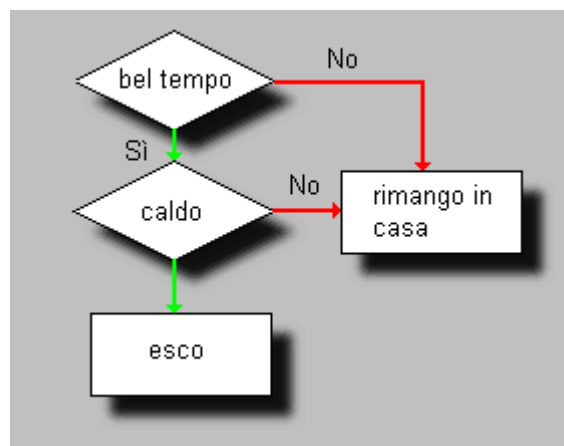 bel tempo
No
Sì
caldo
No
rimango in
casa
esco